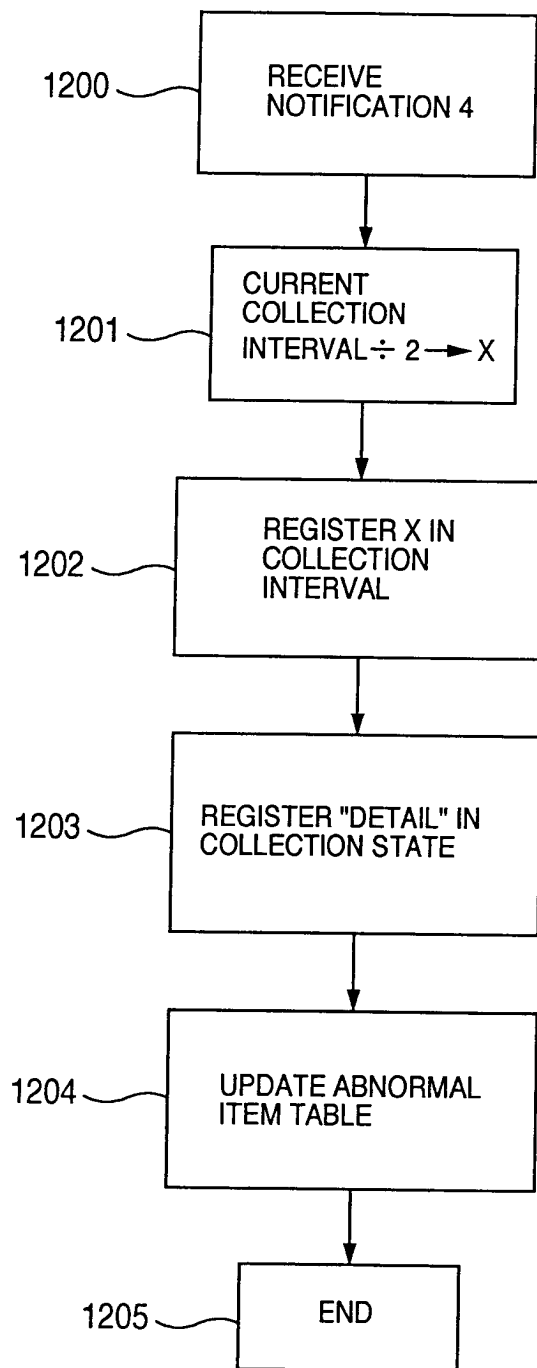 1200
RECEIVE
NOTIFICATION 4
1201
CURRENT
COLLECTION
INTERVAL ÷ 2 → X
1202
REGISTER X IN
COLLECTION
INTERVAL
1203
REGISTER "DETAIL" IN
COLLECTION STATE
1204
UPDATE ABNORMAL
ITEM TABLE
1205
END